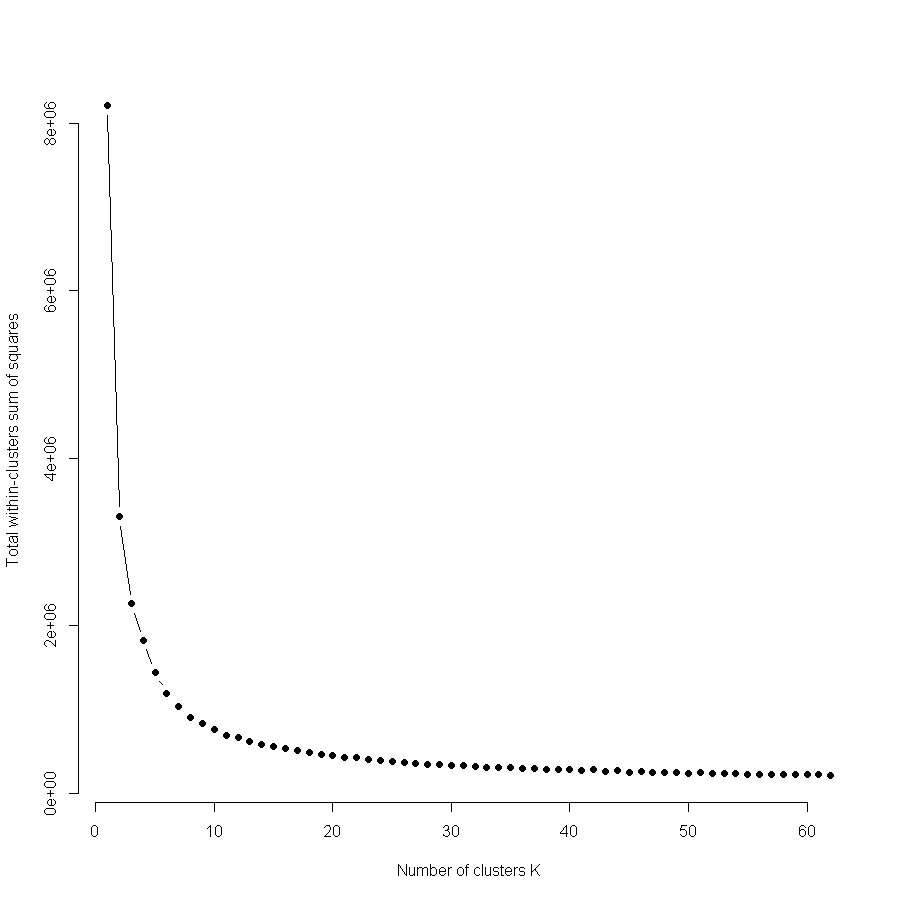 8e+06
6e+06
4e+06
2e+06
0e+00
Total within-clusters sum of squares
0 10 20 30 40 50 60
Number of clusters K